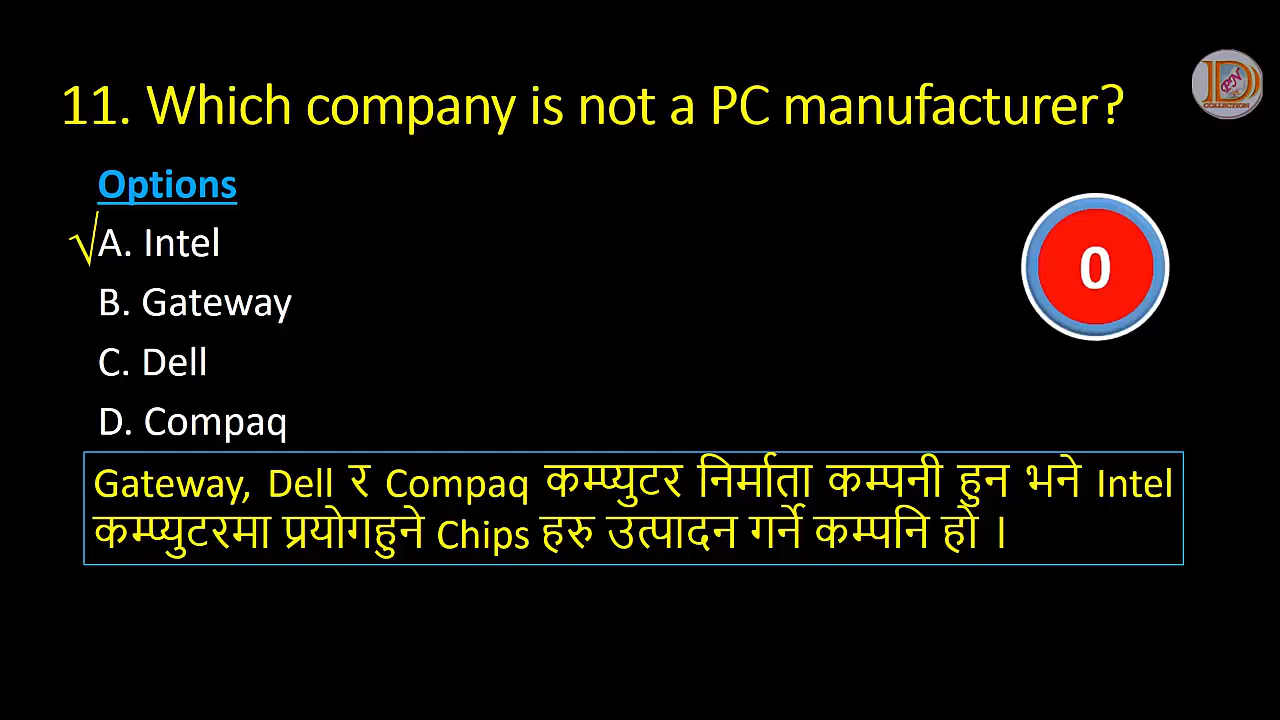 11. Which company is not a PC manufacturer?
Options
√A. Intel
B. Gateway
C. Dell
D. Compaq
0
Gateway, Dell र Compaq कम्प्युटर निर्माता कम्पनी हुन भने Intel
कम्प्युटरमा प्रयोगहुने Chips हरु उत्पादन गर्ने कम्पनि हो ।
D
COLLECTION